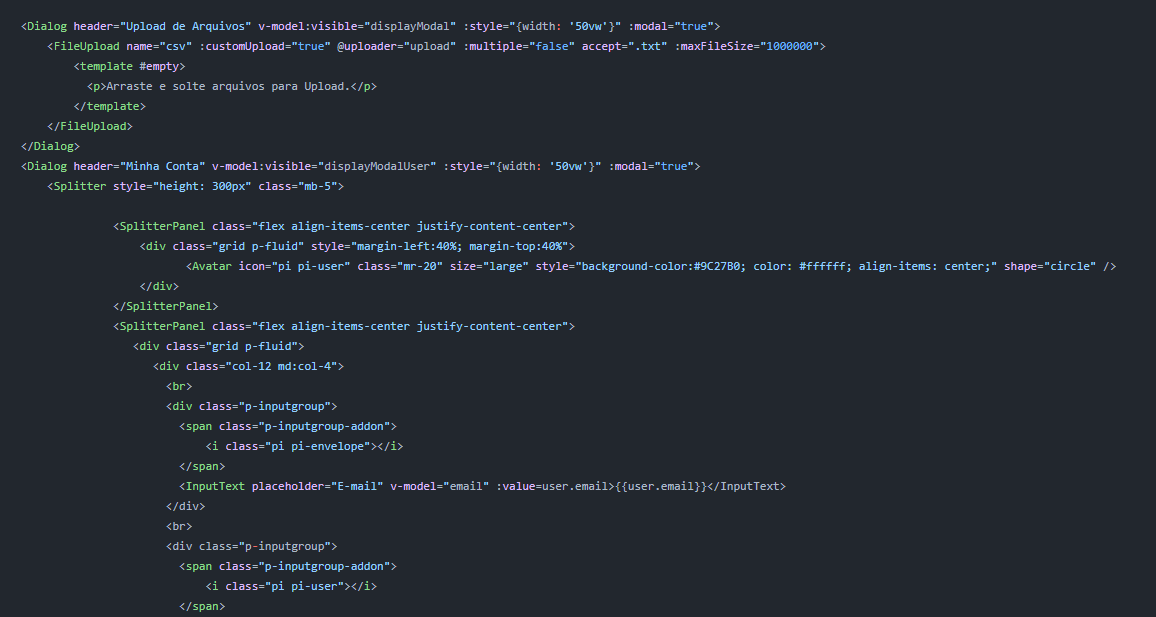 <Dialog header="Upload de Arquivos" v-model:visible="displayModal" :style="{width: '50vw'}" :modal="true">
<FileUpload name="csv" :customUpload="true" @uploader="upload" :multiple="false" accept=".txt" :maxFileSize="1000000">
<template #empty>
<p>Arraste e solte arquivos para Upload.</p>
</template>
</FileUpload>
</Dialog>
<Dialog header="Minha Conta" v-model:visible="displayModalUser" :style="{width: '50vw'}" :modal="true">
<Splitter style="height: 300px" class="mb-5">
<SplitterPanel class="flex align-items-center justify-content-center">
<div class="grid p-fluid" style="margin-left:40%; margin-top:40%">
<Avatar icon="pi pi-user" class="mr-20" size="large" style="background-color:#9C27B0; color: #ffffff; align-items: center;" shape="circle" />
</div>
</SplitterPanel>
<SplitterPanel class="flex align-items-center justify-content-center">
<div class="grid p-fluid">
<div class="col-12 md:col-4">
<br>
<div class="p-inputgroup">
<span class="p-inputgroup-addon">
<i class="pi pi-envelope"></i>
</span>
<InputText placeholder="E-mail" v-model="email" :value=user.email>{{user.email}}</InputText>
</div>
<br>
<div class="p-inputgroup">
<span class="p-inputgroup-addon">
<i class="pi pi-user"></i>
</span>